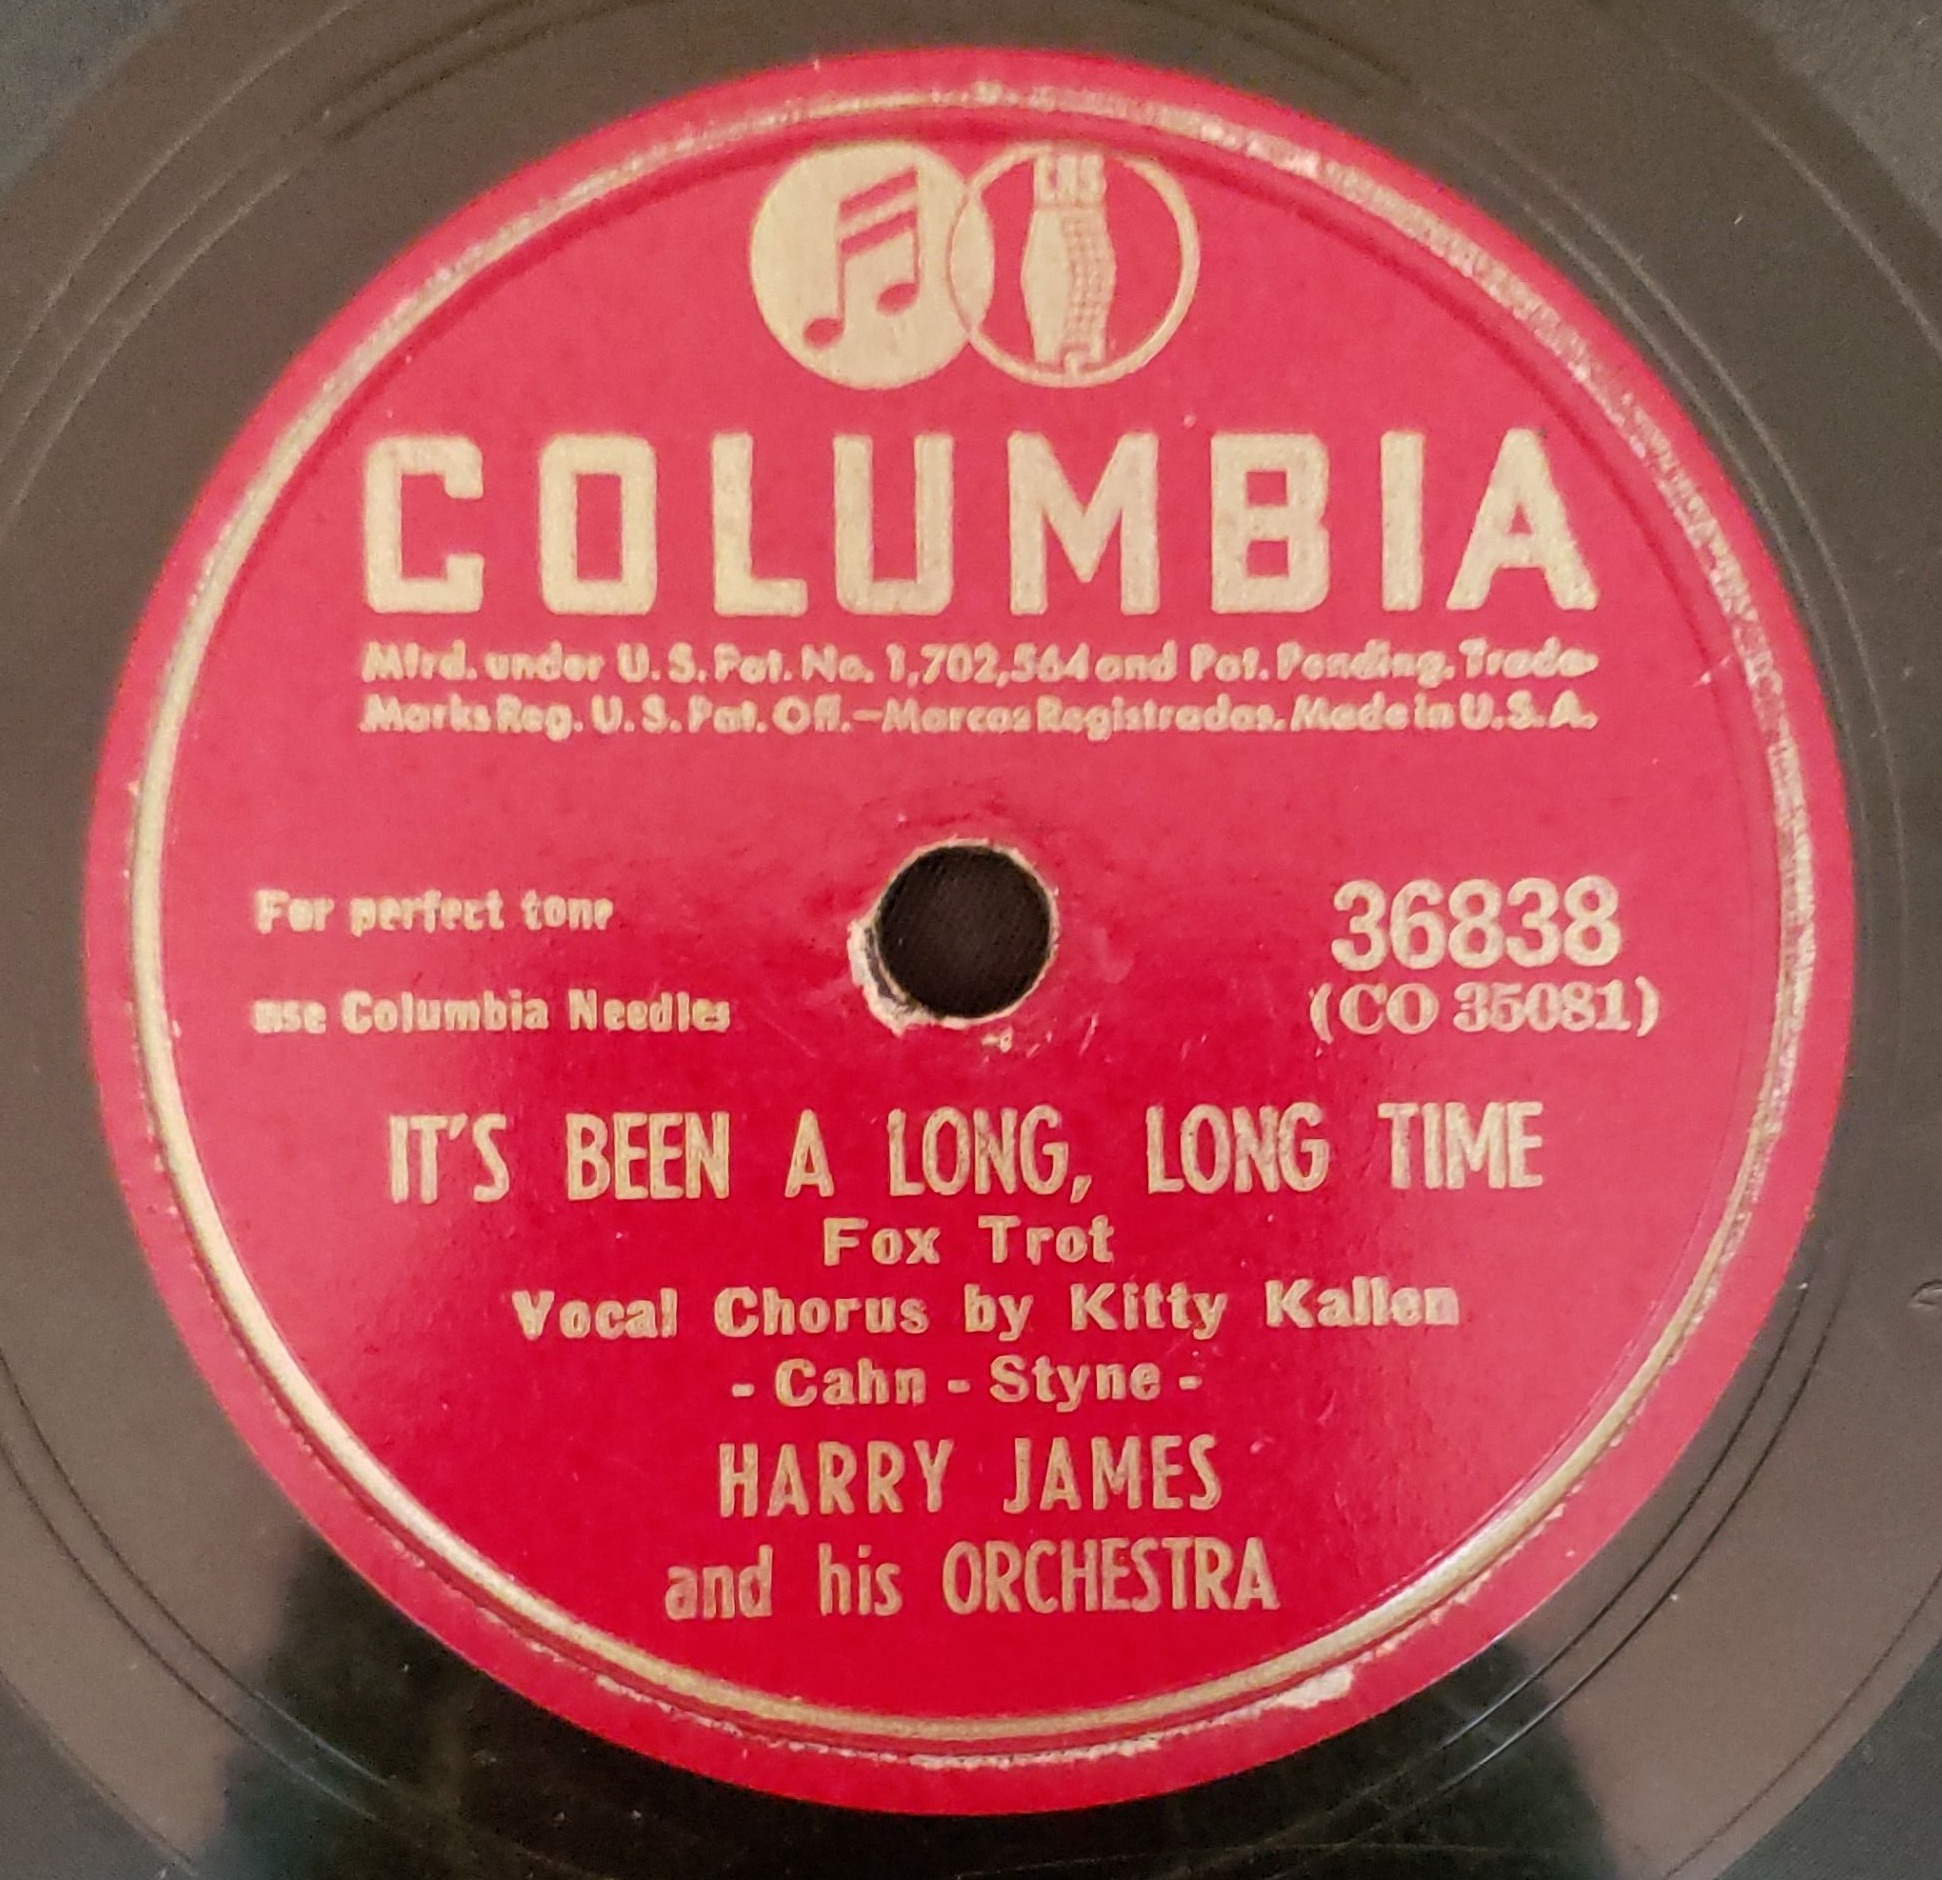 CBS
COLUMBIA
Mfrd. under U. S. Pat. No. 1,702,564 and Pat. Pending. Trade-
Marks Reg. U. S. Pat. Off.—Marcas Registradas. Made in U.S.A.
For perfect tone
use Columbia Needles
36838
(CO 35081)
IT'S BEEN A LONG, LONG TIME
Fox Trot
Vocal Chorus by Kitty Kallen
- Cahn - Styne -
HARRY JAMES
and his ORCHESTRA